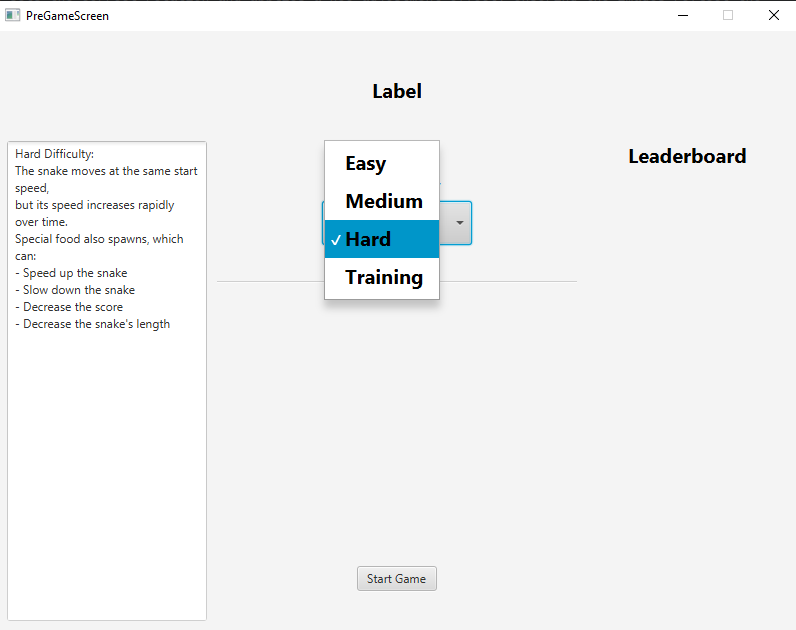 PreGameScreen
Label
Hard Difficulty:
The snake moves at the same start
speed,
but its speed increases rapidly
over time.
Special food also spawns, which
can:
- Speed up the snake
- Slow down the snake
- Decrease the score
- Decrease the snake's length
Easy
Medium
Hard
Training
Leaderboard
Start Game